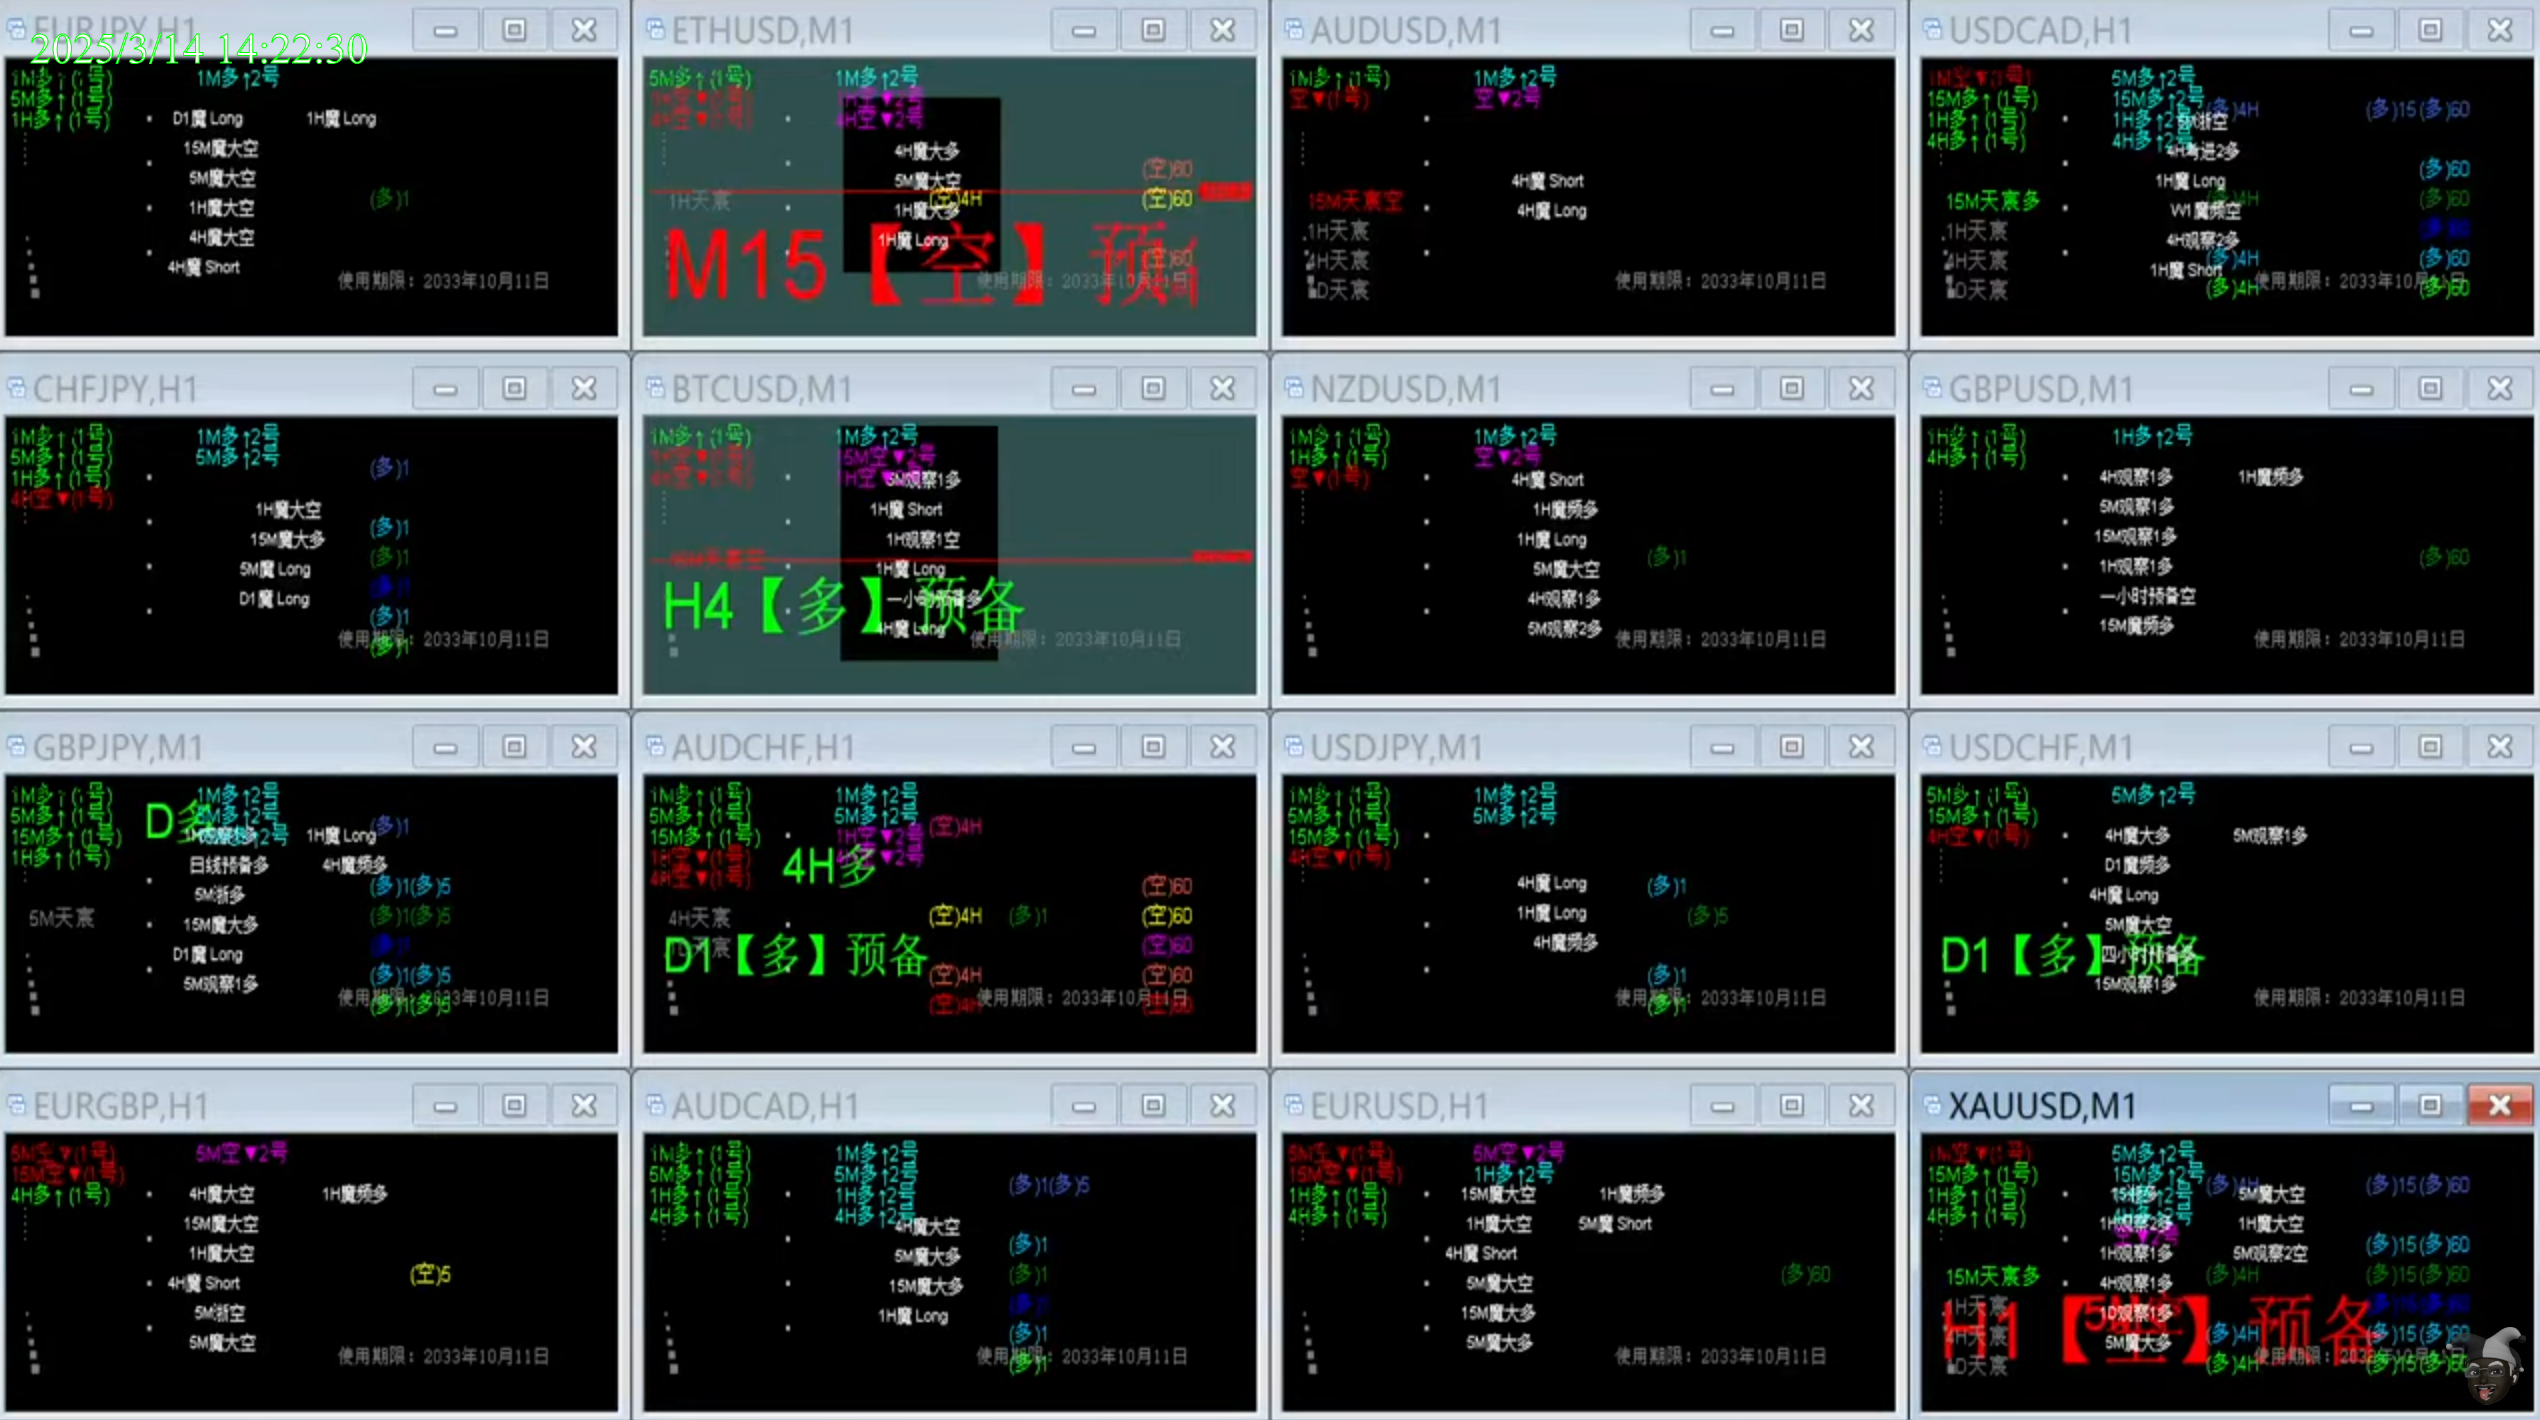 EURJPY,H1
2025/3/14 14:22:30
1M多↑(1号) 1M多↑2号
5M多↑(1号)
1H多↑(1号)
D1魔 Long 1H魔 Long
15M魔大空
5M魔大空
(多)1
1H魔大空
4H魔大空
4H魔 Short
使用期限：2033年10月11日
ETHUSD,M1
5M多↑(1号) 1M多↑2号
1H空▼(1号) 1H空▼2号
4H空▼(1号) 4H空▼2号
4H魔大多
(空)60
5M魔大空
1H天宸 (空)4H (空)60
1H魔大多
1H魔 Long
M15【空】预
(空)60
使用期限：2033年10月11日
AUDUSD,M1
1M多↑(1号) 1M多↑2号
空▼(1号) 空▼2号
4H魔 Short
15M天宸空
4H魔 Long
1H天宸
4H天宸
D天宸
使用期限：2033年10月11日
USDCAD,H1
1M空▼(1号) 5M多↑2号
15M多↑(1号) 15M多↑2号
1H多↑(1号) 1H多↑2号
4H多↑(1号) 4H多↑2号
(多)4H (多)15(多)60
(多)60
1H魔 Long
15M天宸多 (多)60
W1魔频空
1H天宸
4H观察2多
4H天宸 (多)4H (多)60
1H魔 Short
D天宸 (多)4H (多)60
使用期限：2033年10月11日
CHFJPY,H1
1M多↑(1号) 1M多↑2号
5M多↑(1号) 5M多↑2号
1H多↑(1号) (多)1
4H空▼(1号)
1H魔大空
(多)1
15M魔大多
(多)1
5M魔 Long
D1魔 Long
(多)1
使用期限：2033年10月11日
(多)1
BTCUSD,M1
1M多↑(1号) 1M多↑2号
1H空▼(1号) 15M空▼2号
4H空▼(1号) 1H空▼2号
5M观察1多
1H魔 Short
1H观察1空
15M天宸空
1H魔 Long
一小时预备多
H4【多】预备
4H魔 Long
使用期限：2033年10月11日
NZDUSD,M1
1M多↑(1号) 1M多↑2号
1H多↑(1号) 空▼2号
空▼(1号)
4H魔 Short
1H魔频多
1H魔 Long
(多)1
5M魔大空
4H观察1多
5M观察2多
使用期限：2033年10月11日
GBPUSD,M1
1H多↑(1号) 1H多↑2号
4H多↑(1号)
4H观察1多 1H魔频多
5M观察1多
15M观察1多
(多)60
1H观察1多
一小时预备空
15M魔频多
使用期限：2033年10月11日
GBPJPY,M1
1M多↑(1号) 1M多↑2号
5M多↑(1号) 5M多↑2号
15M多↑(1号)
1H多↑(1号)
D多
(多)1
1H魔 Long
日线预备多 4H魔频多
(多)1(多)5
5M浙多
5M天宸 (多)1(多)5
15M魔大多
D1魔 Long
(多)1(多)5
5M观察1多
使用期限：2033年10月11日
(多)1(多)5
AUDCHF,H1
1M多↑(1号) 1M多↑2号
5M多↑(1号) 5M多↑2号
15M多↑(1号) 1H空▼2号
1H空▼(1号) 4H空▼2号
4H空▼(1号)
(空)4H
4H多
(空)60
4H天宸 (空)4H (多)1 (空)60
D1【多】预备
(空)60
(空)4H (空)60
(空)4H (空)60
使用期限：2033年10月11日
USDJPY,M1
1M多↑(1号) 1M多↑2号
5M多↑(1号) 5M多↑2号
15M多↑(1号)
4H空▼(1号)
4H魔 Long (多)1
1H魔 Long (多)5
4H魔频多
(多)1
使用期限：2033年10月11日
(多)1
USDCHF,M1
5M多↑(1号) 5M多↑2号
15M多↑(1号)
4H空▼(1号)
4H魔大多 5M观察1多
D1魔频多
4H魔 Long
5M魔大空
D1【多】预备
四小时预备多
15M观察1多
使用期限：2033年10月11日
EURGBP,H1
5M空▼(1号) 5M空▼2号
15M空▼(1号)
4H多↑(1号)
4H魔大空 1H魔频多
15M魔大空
1H魔大空
(空)5
4H魔 Short
5M浙空
5M魔大空
使用期限：2033年10月11日
AUDCAD,H1
1M多↑(1号) 1M多↑2号
5M多↑(1号) 5M多↑2号
1H多↑(1号) 1H多↑2号
4H多↑(1号) 4H多↑2号
(多)1(多)5
4H魔大空
(多)1
5M魔大多
(多)1
15M魔大多
1H魔 Long
(多)1
使用期限：2033年10月11日
(多)1
EURUSD,H1
5M空▼(1号) 5M空▼2号
15M空▼(1号) 1H多↑2号
1H多↑(1号)
4H多↑(1号)
15M魔大空 1H魔频多
1H魔大空 5M魔 Short
4H魔 Short
(多)60
5M魔大空
15M魔大多
5M魔大多
使用期限：2033年10月11日
XAUUSD,M1
1M空▼(1号) 5M多↑2号
15M多↑(1号) 15M多↑2号
1H多↑(1号)
4H多↑(1号)
(多)4H (多)15(多)60
5M魔大空
1H观察2多 1H魔大空
空▼2号
(多)15(多)60
1H观察1多 5M观察2空
15M天宸多 (多)4H (多)15(多)60
4H观察1多
1H天宸
1D观察1多
H1【空】预备
4H天宸 (多)4H (多)15(多)60
5M魔大多
D天宸 (多)4H (多)15(多)60